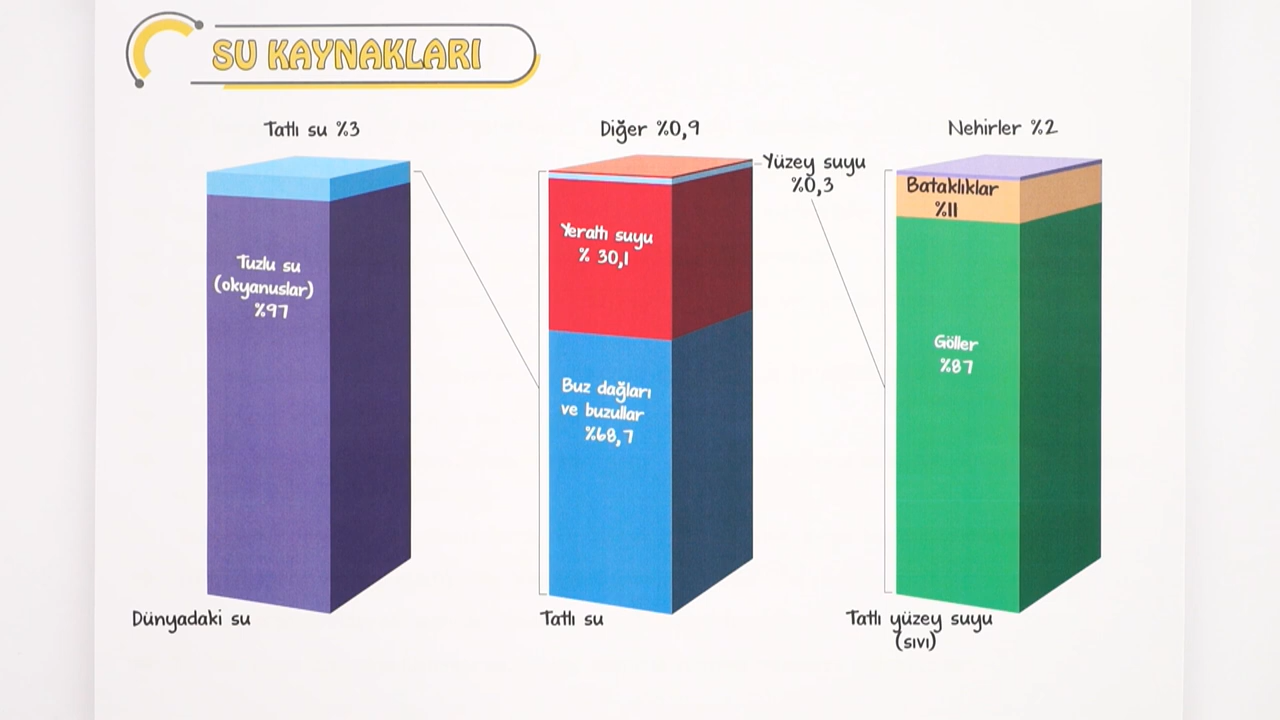 SU KAYNAKLARI
Tatlı su %3
Tuzlu su
(okyanuslar)
%97
Dünyadaki su
Diğer %0,9
Yüzey suyu
%0,3
Yeraltı suyu
% 30,1
Buz dağları
ve buzullar
%68,7
Tatlı su
Nehirler %2
Bataklıklar
%11
Göller
%87
Tatlı yüzey suyu
(sıvı)